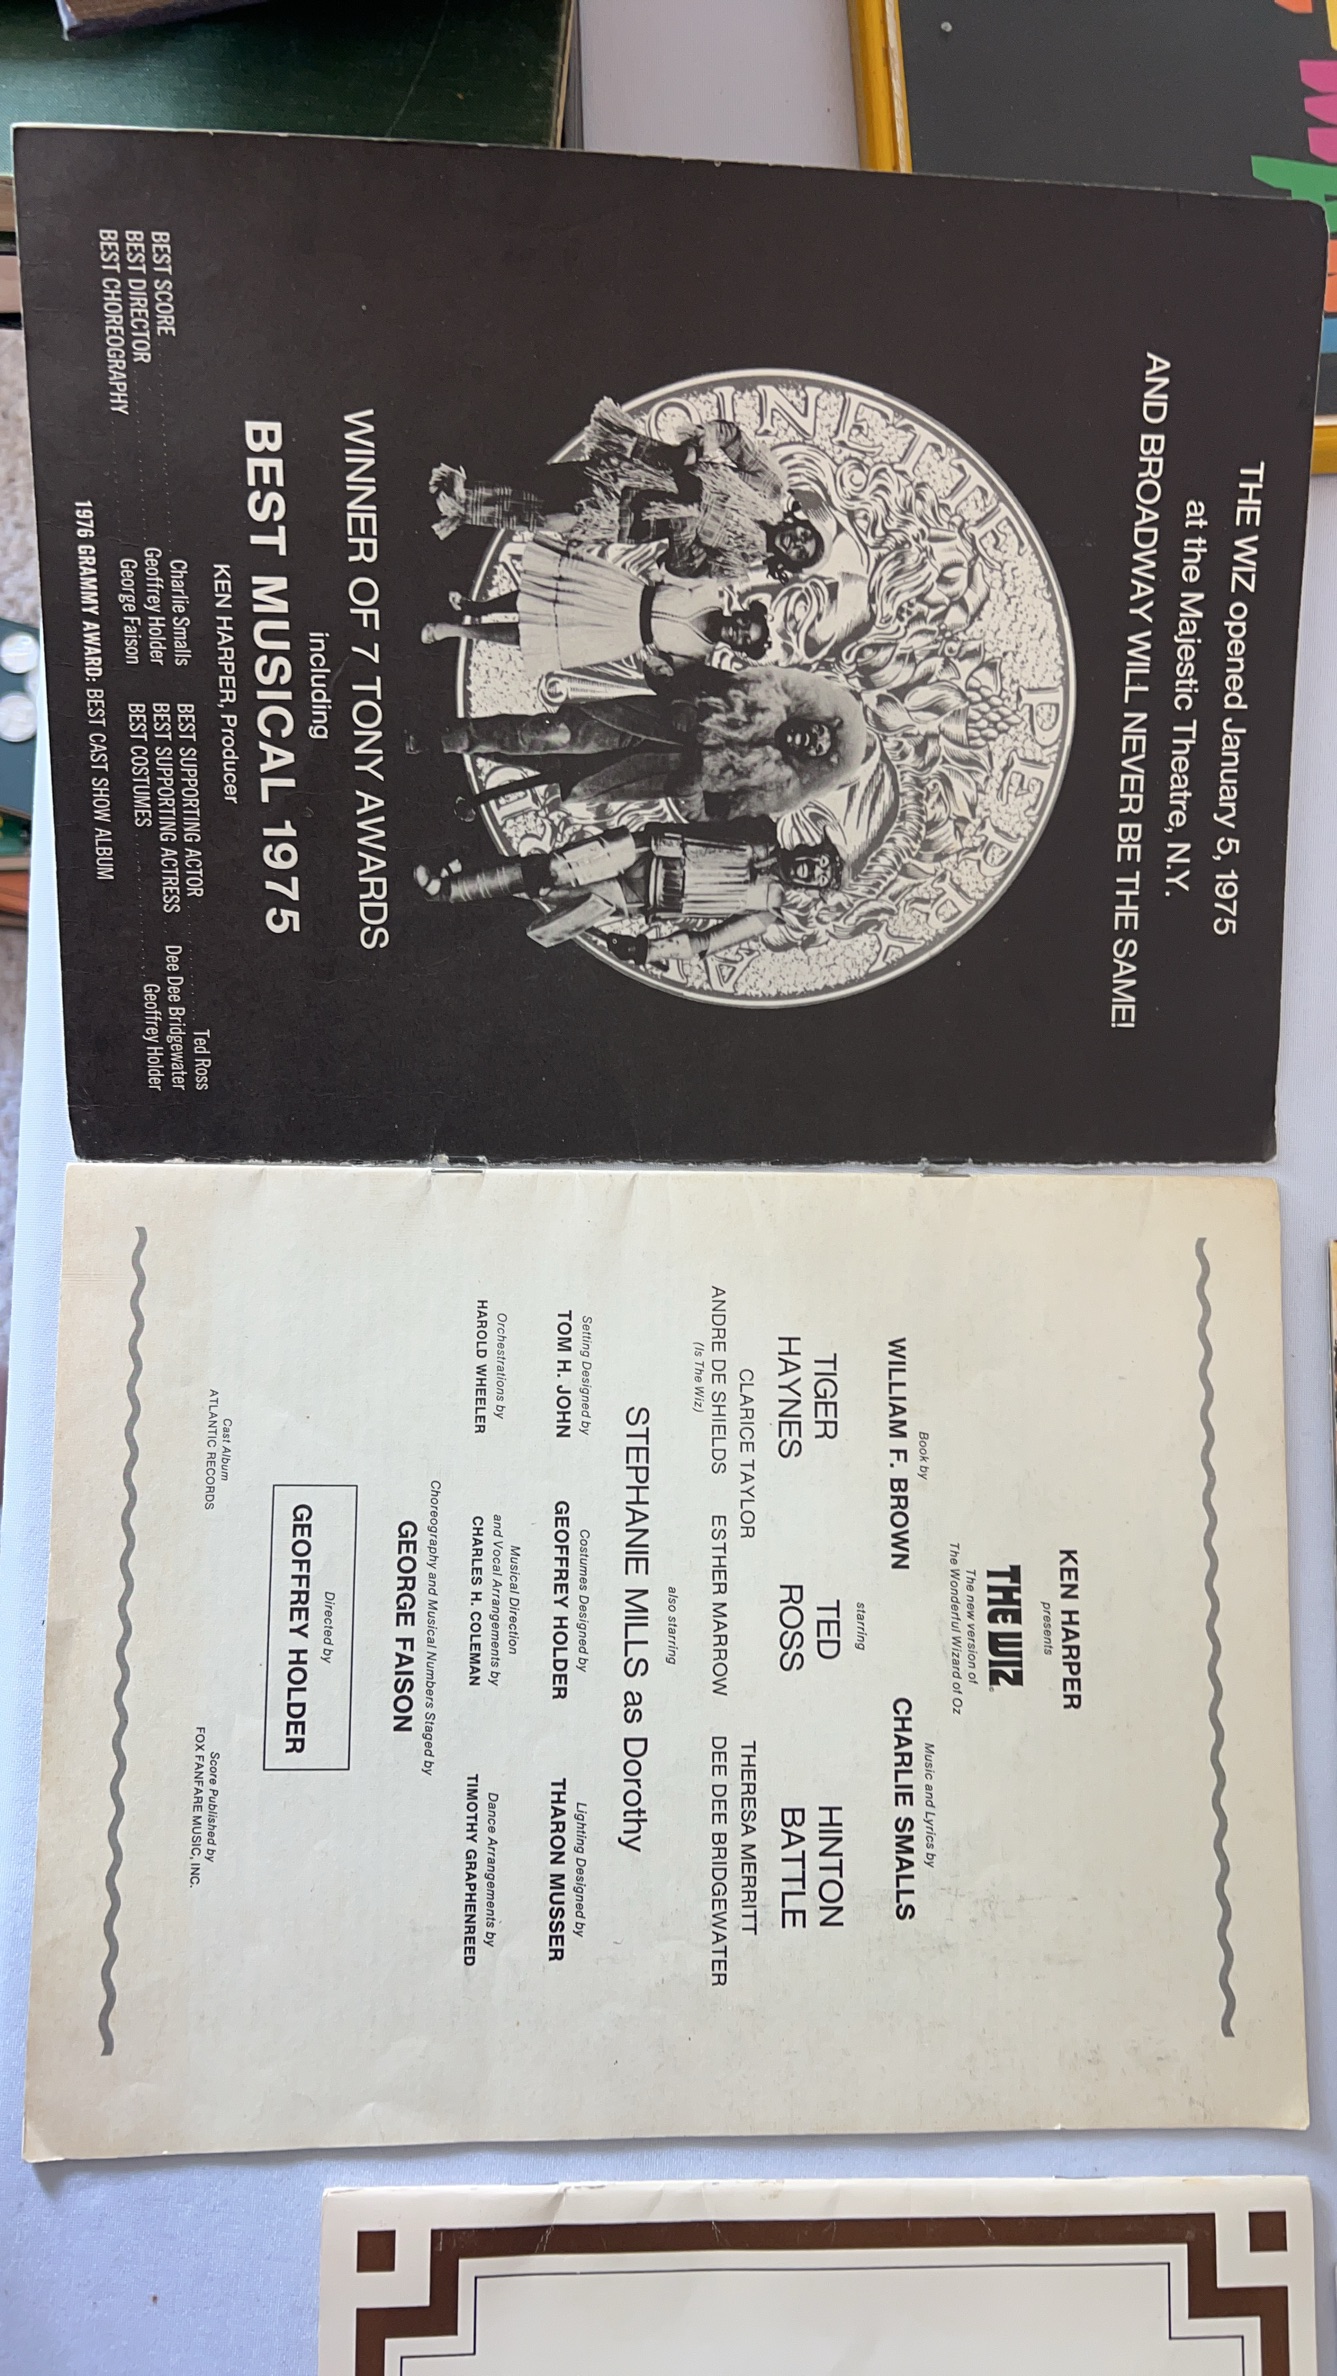 THE WIZ opened January 5, 1975
at the Majestic Theatre, N.Y.
AND BROADWAY WILL NEVER BE THE SAME!
ANTOINETTE PERRY
WINNER OF 7 TONY AWARDS
including
BEST MUSICAL 1975
KEN HARPER, Producer
BEST SCORE Charlie Smalls
BEST DIRECTOR Geoffrey Holder
BEST CHOREOGRAPHY George Faison
BEST SUPPORTING ACTOR Ted Ross
BEST SUPPORTING ACTRESS Dee Dee Bridgewater
BEST COSTUMES Geoffrey Holder
1976 GRAMMY AWARD: BEST CAST SHOW ALBUM
KEN HARPER
presents
THE WIZ
The new version of
The Wonderful Wizard of Oz
Book by
WILLIAM F. BROWN
Music and Lyrics by
CHARLIE SMALLS
starring
TIGER HAYNES
TED ROSS
HINTON BATTLE
CLARICE TAYLOR THERESA MERRITT
ANDRE DE SHIELDS ESTHER MARROW DEE DEE BRIDGEWATER
(Is The Wiz)
also starring
STEPHANIE MILLS as Dorothy
Setting Designed by
TOM H. JOHN
Costumes Designed by
GEOFFREY HOLDER
Lighting Designed by
THARON MUSSER
Orchestrations by
HAROLD WHEELER
Musical Direction
and Vocal Arrangements by
CHARLES H. COLEMAN
Dance Arrangements by
TIMOTHY GRAPHENREED
Choreography and Musical Numbers Staged by
GEORGE FAISON
Directed by
GEOFFREY HOLDER
Cast Album
ATLANTIC RECORDS
Score Published by
FOX FANFARE MUSIC, INC.